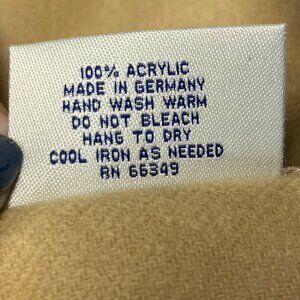 100% ACRYLIC
MADE IN GERMANY
HAND WASH WARM
DO NOT BLEACH
HANG TO DRY
COOL IRON AS NEEDED
RN 66349